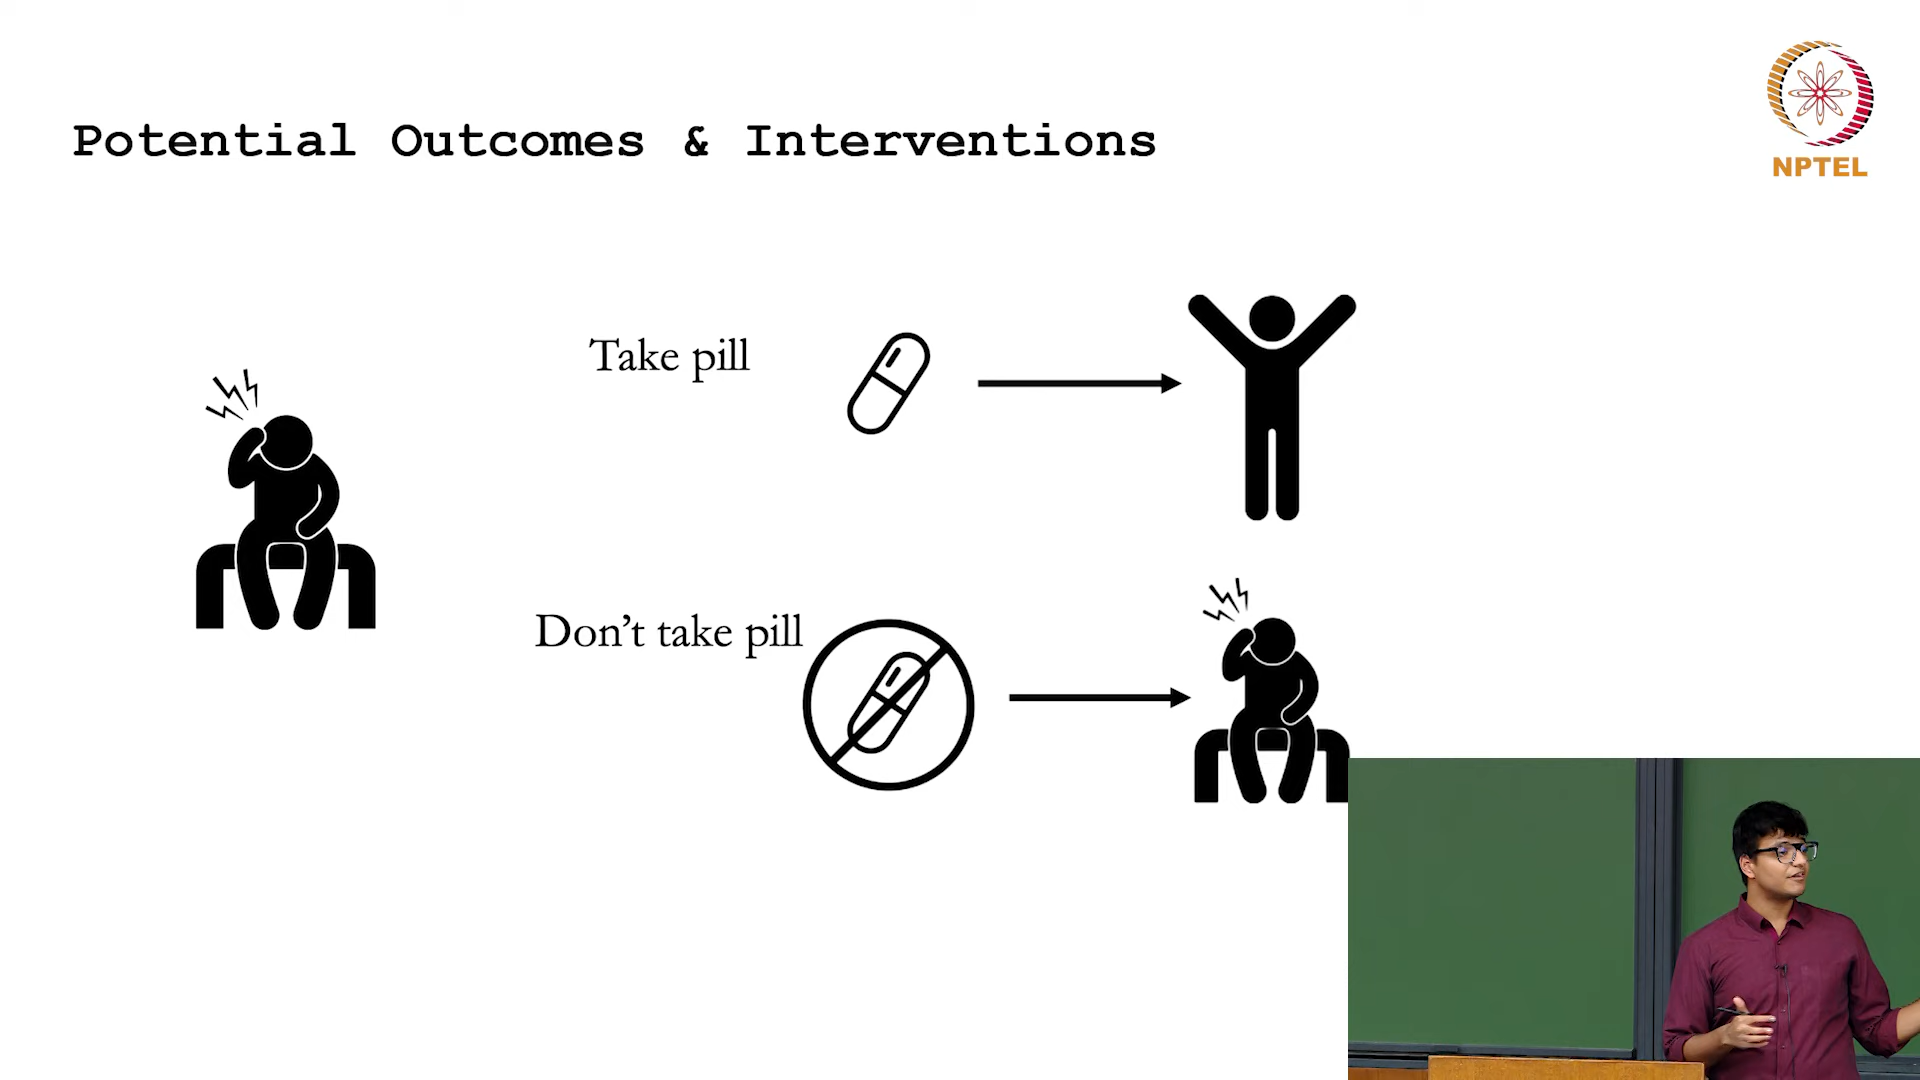 Potential Outcomes & Interventions
NPTEL
Take pill
Don't take pill